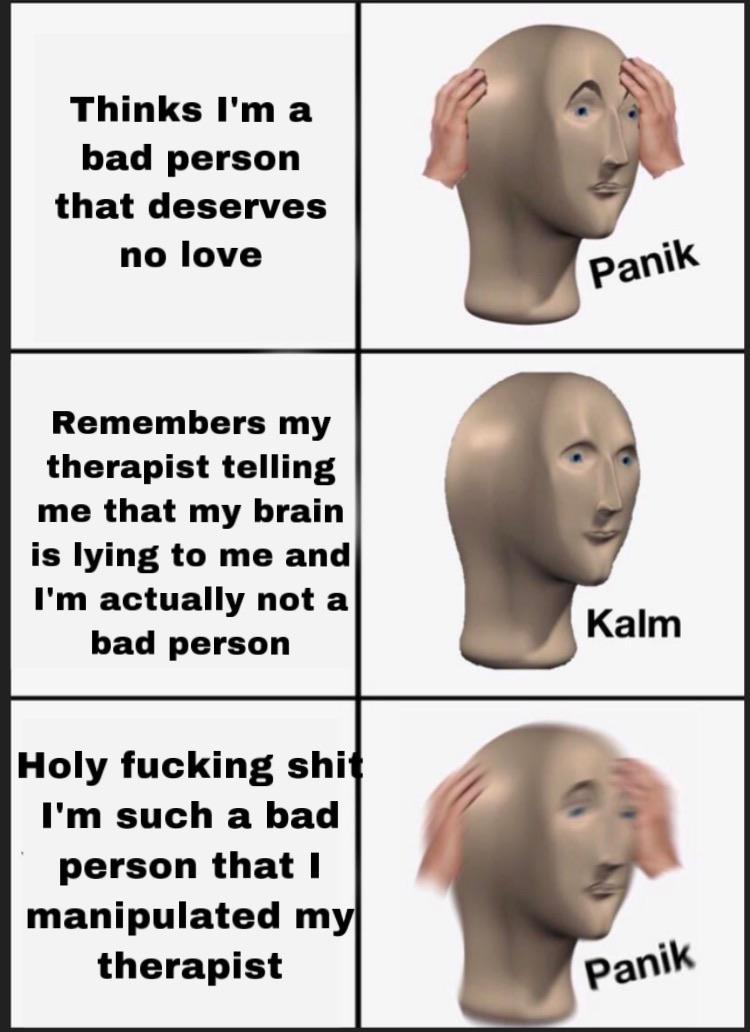 Thinks I'm a
bad person
that deserves
no love
Panik
Remembers my
therapist telling
me that my brain
is lying to me and
I'm actually not a
bad person
Kalm
Holy fucking shit
I'm such a bad
person that I
manipulated my
therapist
Panik